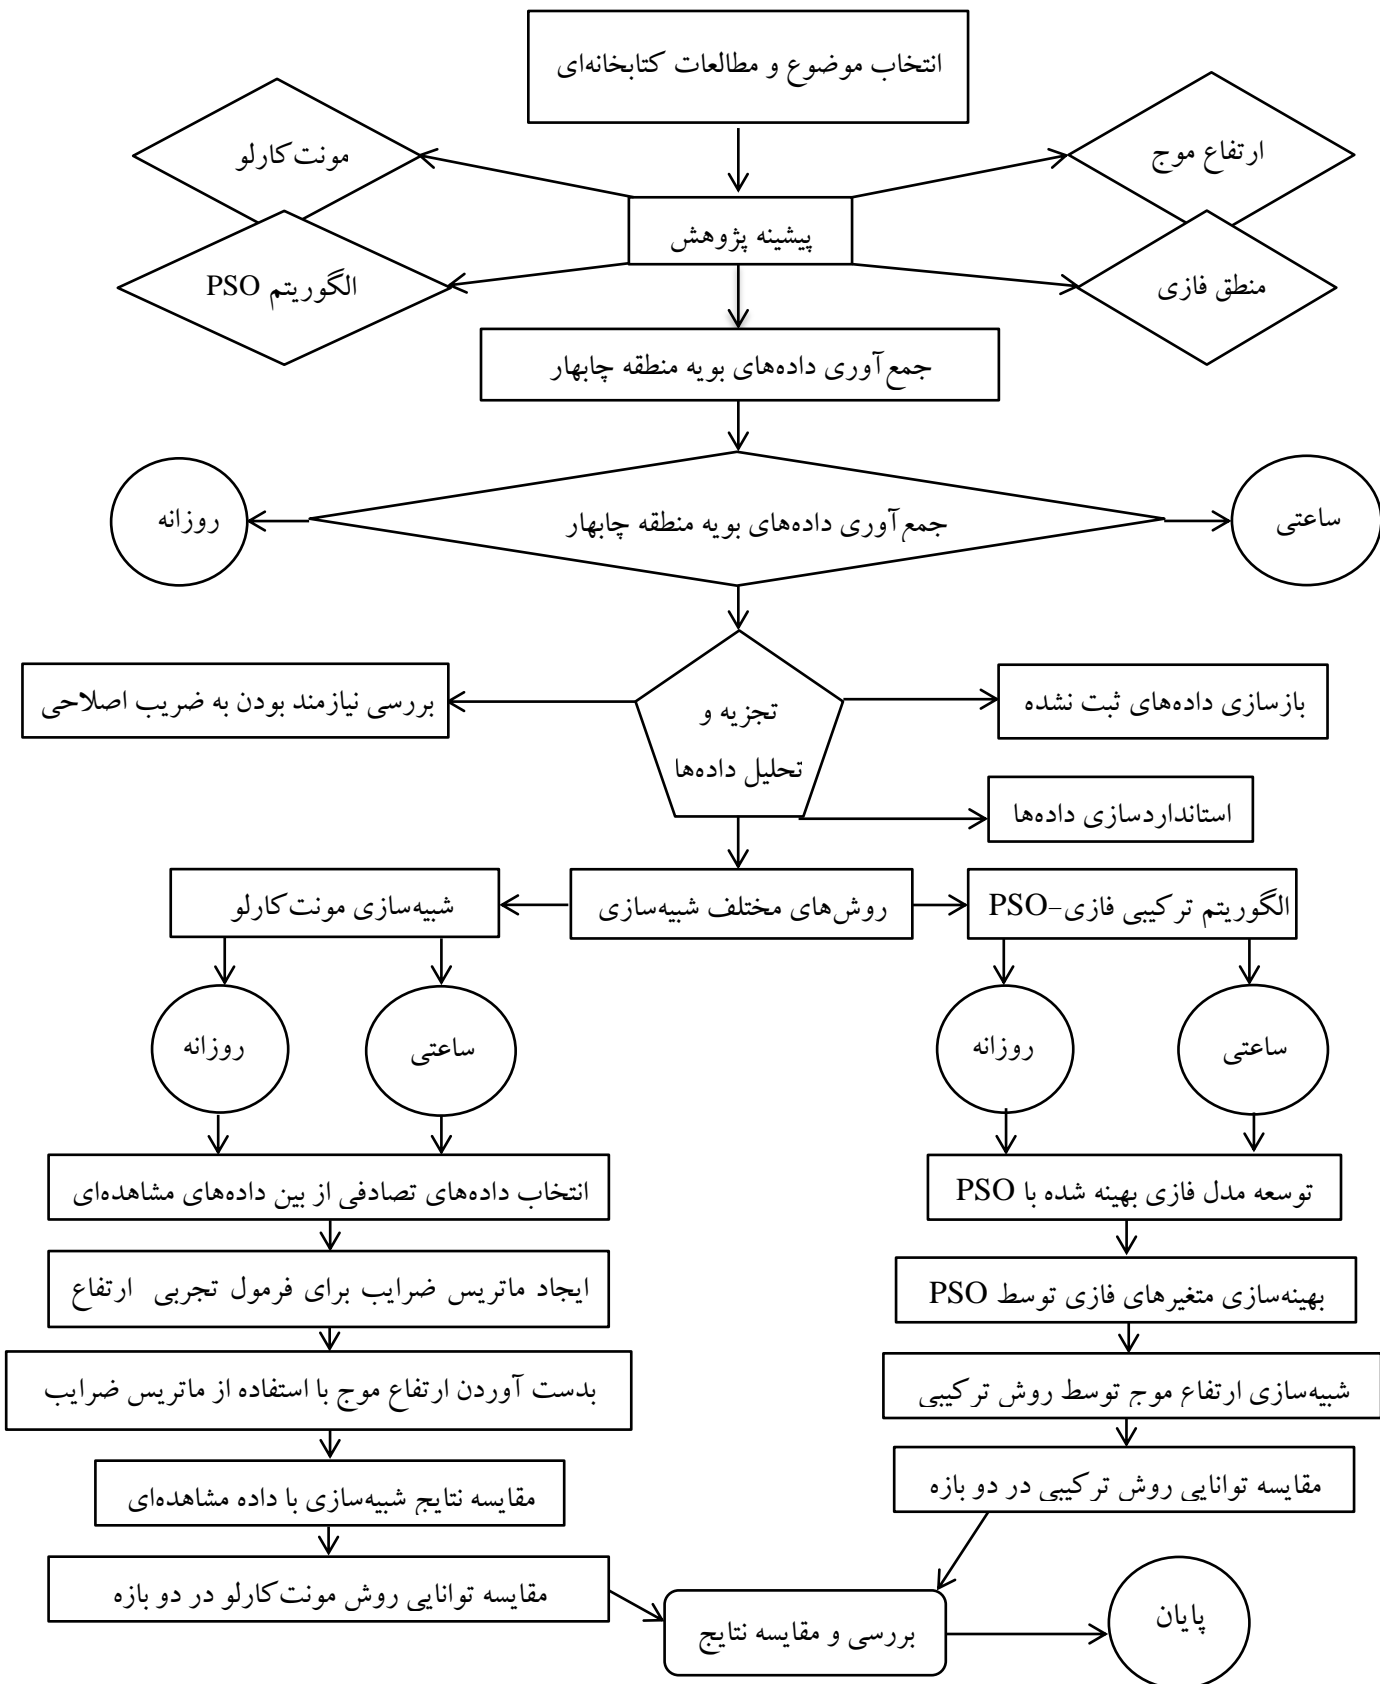 انتخاب موضوع و مطالعات کتابخانه‌ای
ارتفاع موج
مونت‌کارلو
پیشینه پژوهش
منطق فازی
الگوریتم PSO
جمع‌آوری داده‌های بویه منطقه چابهار
ساعتی
جمع‌آوری داده‌های بویه منطقه چابهار
روزانه
تجزیه و
تحلیل داده‌ها
بازسازی داده‌های ثبت نشده
بررسی نیازمند بودن به ضریب اصلاحی
استانداردسازی داده‌ها
الگوریتم ترکیبی فازی–PSO
روش‌های مختلف شبیه‌سازی
شبیه‌سازی مونت‌کارلو
ساعتی
روزانه
ساعتی
روزانه
توسعه مدل فازی بهینه شده با PSO
انتخاب داده‌های تصادفی از بین داده‌های مشاهده‌ای
بهینه‌سازی متغیرهای فازی توسط PSO
ایجاد ماتریس ضرایب برای فرمول تجربی ارتفاع
شبیه‌سازی ارتفاع موج توسط روش ترکیبی
بدست آوردن ارتفاع موج با استفاده از ماتریس ضرایب
مقایسه توانایی روش ترکیبی در دو بازه
مقایسه نتایج شبیه‌سازی با داده مشاهده‌ای
مقایسه توانایی روش مونت‌کارلو در دو بازه
بررسی و مقایسه نتایج
پایان